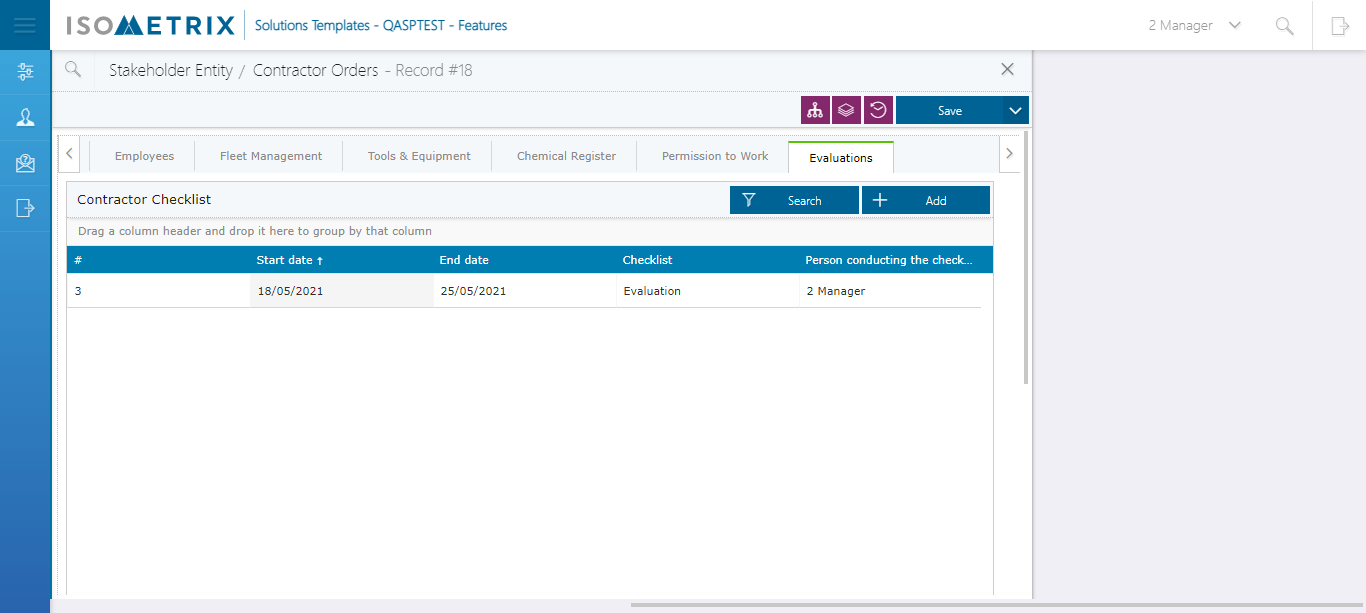 ISOMETRIX Solutions Templates - QASPTEST - Features 2 Manager
Stakeholder Entity / Contractor Orders - Record #18
Save
Employees Fleet Management Tools & Equipment Chemical Register Permission to Work Evaluations
Contractor Checklist Search Add
Drag a column header and drop it here to group by that column
# Start date ↑ End date Checklist Person conducting the check...
3 18/05/2021 25/05/2021 Evaluation 2 Manager